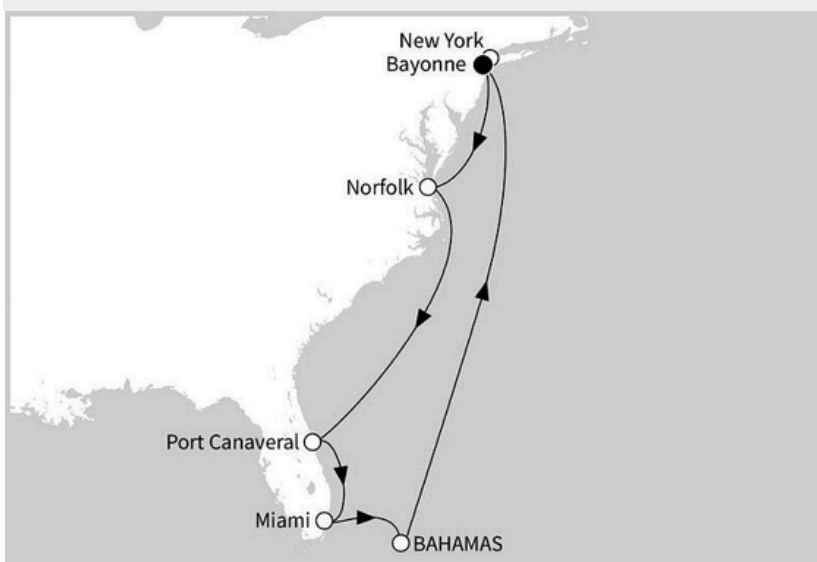 New York
Bayonne
Norfolk
Port Canaveral
Miami
BAHAMAS